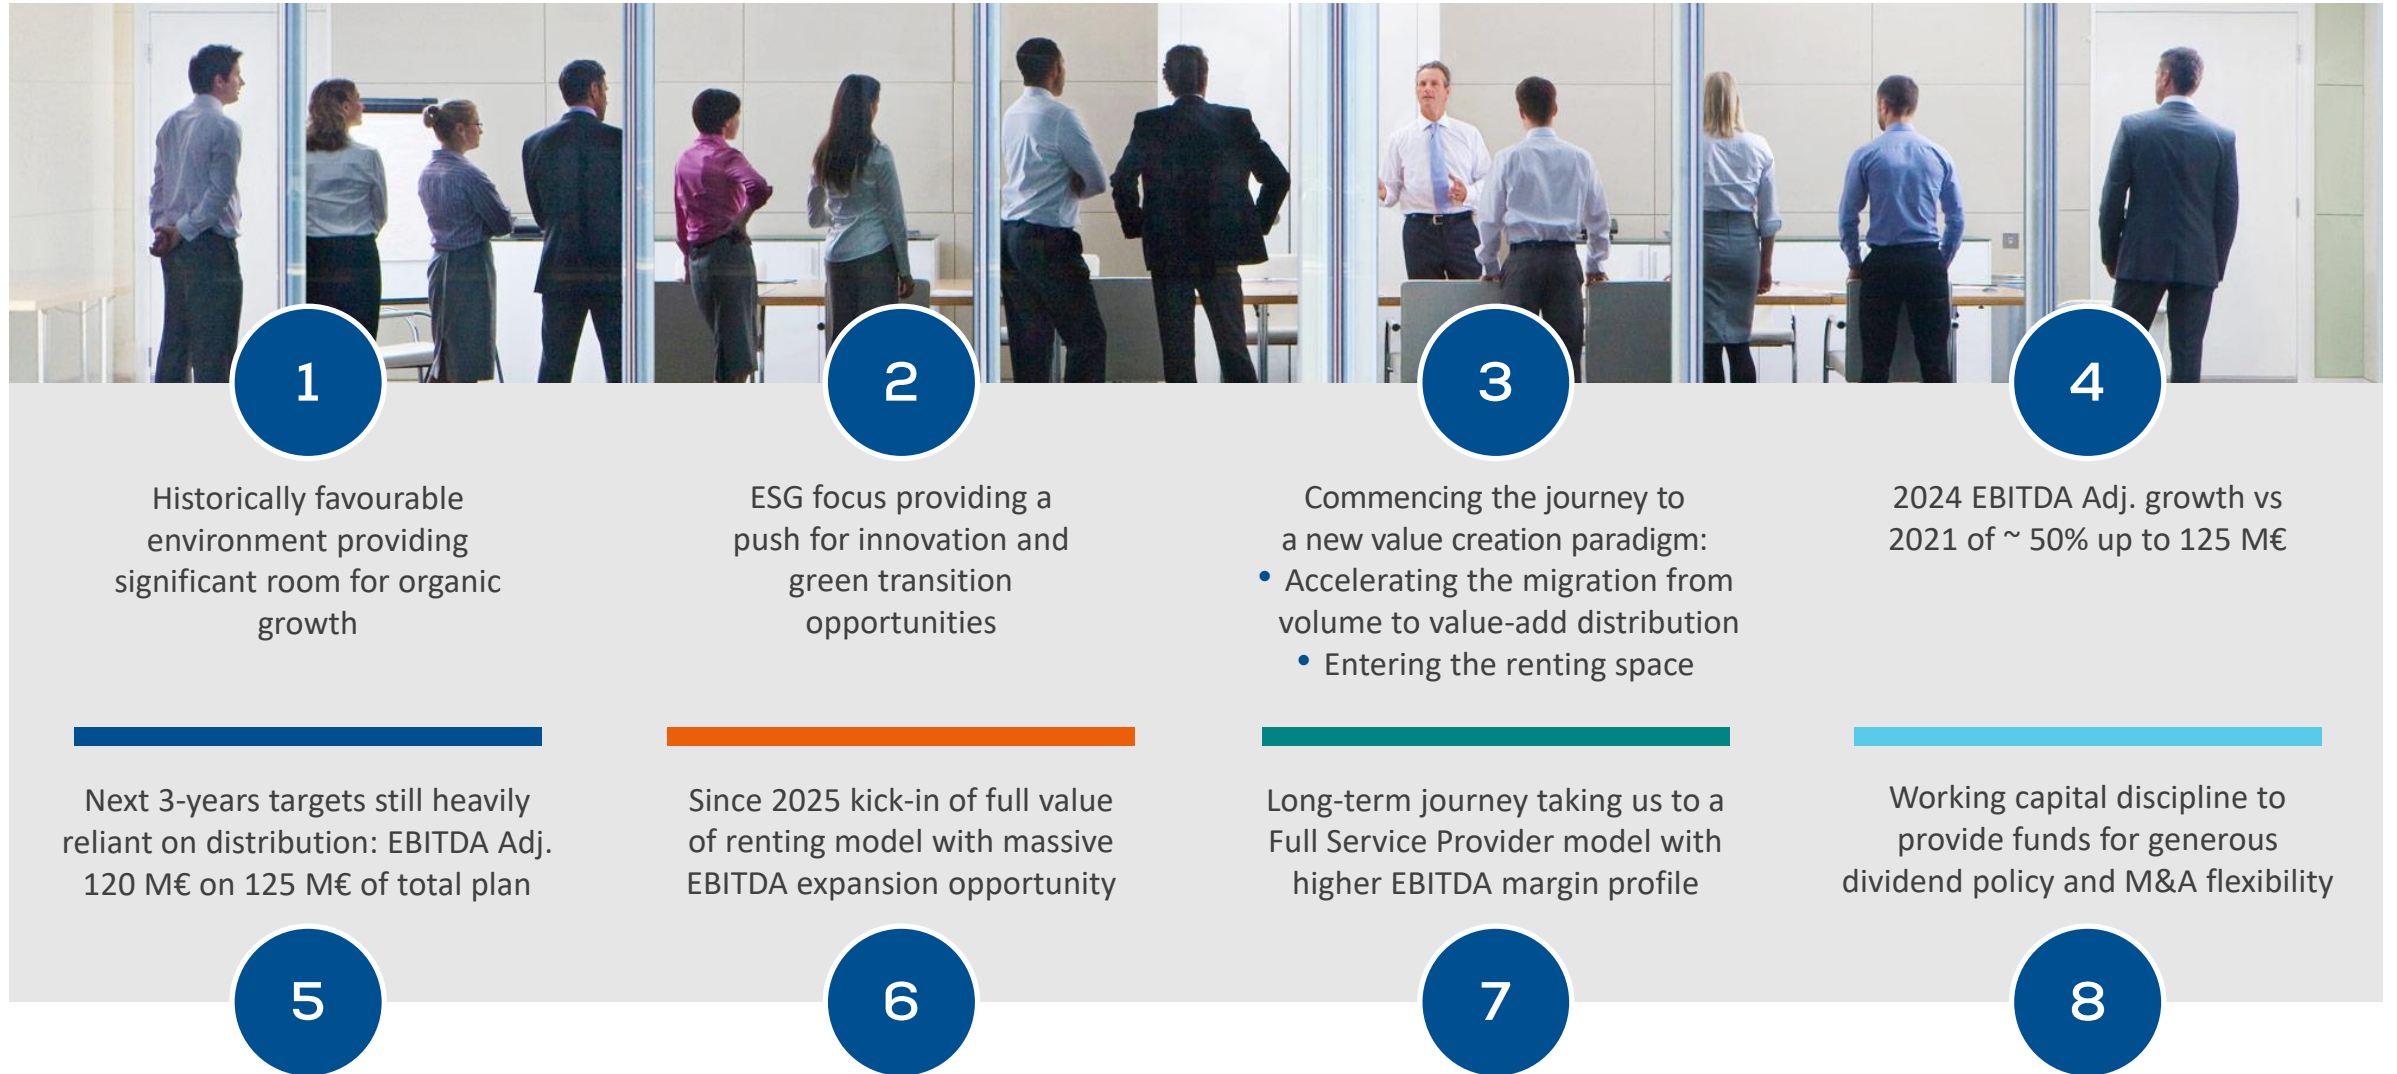 1
Historically favourable
environment providing
significant room for organic
growth
2
ESG focus providing a
push for innovation and
green transition
opportunities
3
Commencing the journey to
a new value creation paradigm:
• Accelerating the migration from
volume to value-add distribution
• Entering the renting space
4
2024 EBITDA Adj. growth vs
2021 of ~ 50% up to 125 M€
Next 3-years targets still heavily
reliant on distribution: EBITDA Adj.
120 M€ on 125 M€ of total plan
5
Since 2025 kick-in of full value
of renting model with massive
EBITDA expansion opportunity
6
Long-term journey taking us to a
Full Service Provider model with
higher EBITDA margin profile
7
Working capital discipline to
provide funds for generous
dividend policy and M&A flexibility
8